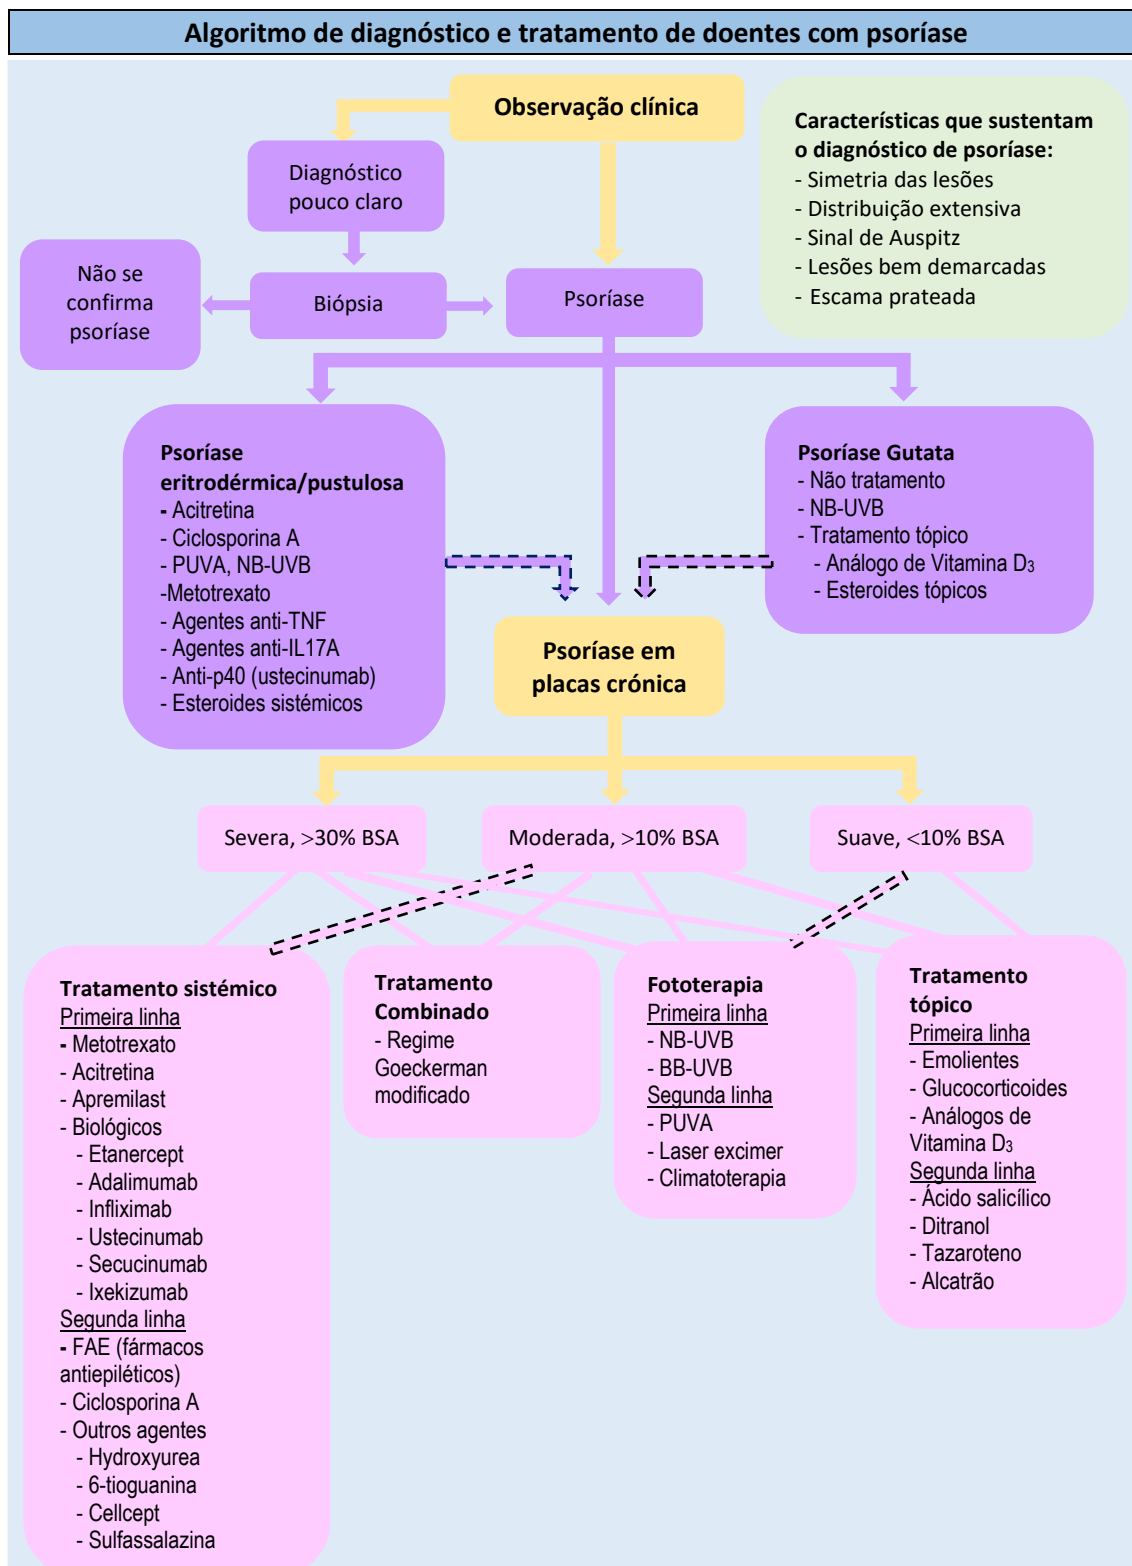 Algoritmo de diagnóstico e tratamento de doentes com psoríase
Observação clínica
Características que sustentam
o diagnóstico de psoríase:
- Simetria das lesões
- Distribuição extensiva
- Sinal de Auspitz
- Lesões bem demarcadas
- Escama prateada
Diagnóstico
pouco claro
Não se
confirma
psoríase
Biópsia
Psoríase
Psoríase
eritrodérmica/pustulosa
- Acitretina
- Ciclosporina A
- PUVA, NB-UVB
-Metotrexato
- Agentes anti-TNF
- Agentes anti-IL17A
- Anti-p40 (ustecinumab)
- Esteroides sistémicos
Psoríase Gutata
- Não tratamento
- NB-UVB
- Tratamento tópico
- Análogo de Vitamina D3
- Esteroides tópicos
Psoríase em
placas crónica
Severa, >30% BSA
Moderada, >10% BSA
Suave, <10% BSA
Tratamento sistémico
Primeira linha
- Metotrexato
- Acitretina
- Apremilast
- Biológicos
- Etanercept
- Adalimumab
- Infliximab
- Ustecinumab
- Secucinumab
- Ixekizumab
Segunda linha
- FAE (fármacos
antiepiléticos)
- Ciclosporina A
- Outros agentes
- Hydroxyurea
- 6-tioguanina
- Cellcept
- Sulfassalazina
Tratamento
Combinado
- Regime
Goeckerman
modificado
Fototerapia
Primeira linha
- NB-UVB
- BB-UVB
Segunda linha
- PUVA
- Laser excimer
- Climatoterapia
Tratamento
tópico
Primeira linha
- Emolientes
- Glucocorticoides
- Análogos de
Vitamina D3
Segunda linha
- Ácido salicílico
- Ditranol
- Tazaroteno
- Alcatrão